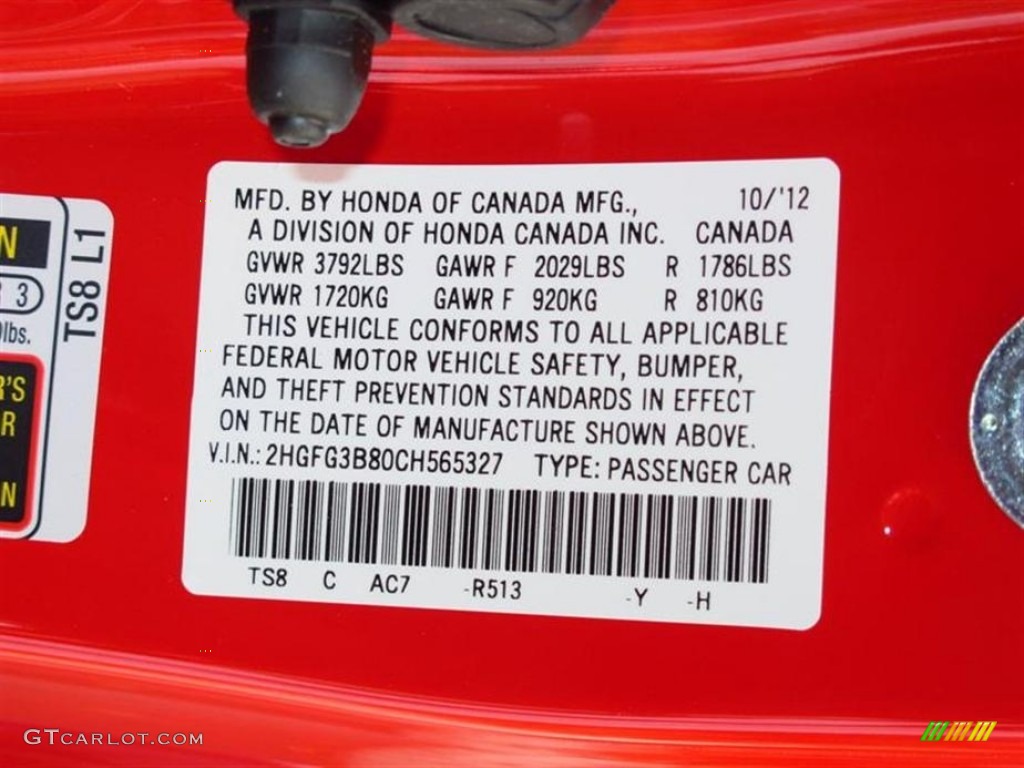 MFD. BY HONDA OF CANADA MFG., 10/'12
A DIVISION OF HONDA CANADA INC. CANADA
GVWR 3792LBS GAWR F 2029LBS R 1786LBS
GVWR 1720KG GAWR F 920KG R 810KG
THIS VEHICLE CONFORMS TO ALL APPLICABLE
FEDERAL MOTOR VEHICLE SAFETY, BUMPER,
AND THEFT PREVENTION STANDARDS IN EFFECT
ON THE DATE OF MANUFACTURE SHOWN ABOVE.
V.I.N.: 2HGFG3B80CH565327 TYPE: PASSENGER CAR
TS8 C AC7 -R513 -Y -H
N
3
lbs.
R'S
R
N
TS8 L1
GTCARLOT.COM